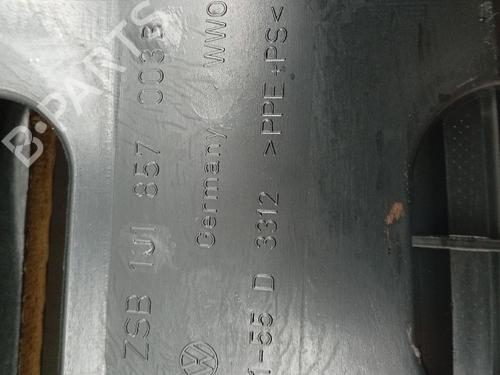 ZSB 1J1 857 003 B
Germany WWO
1-55 D 3312 >PPE+PS<
B-PARTS